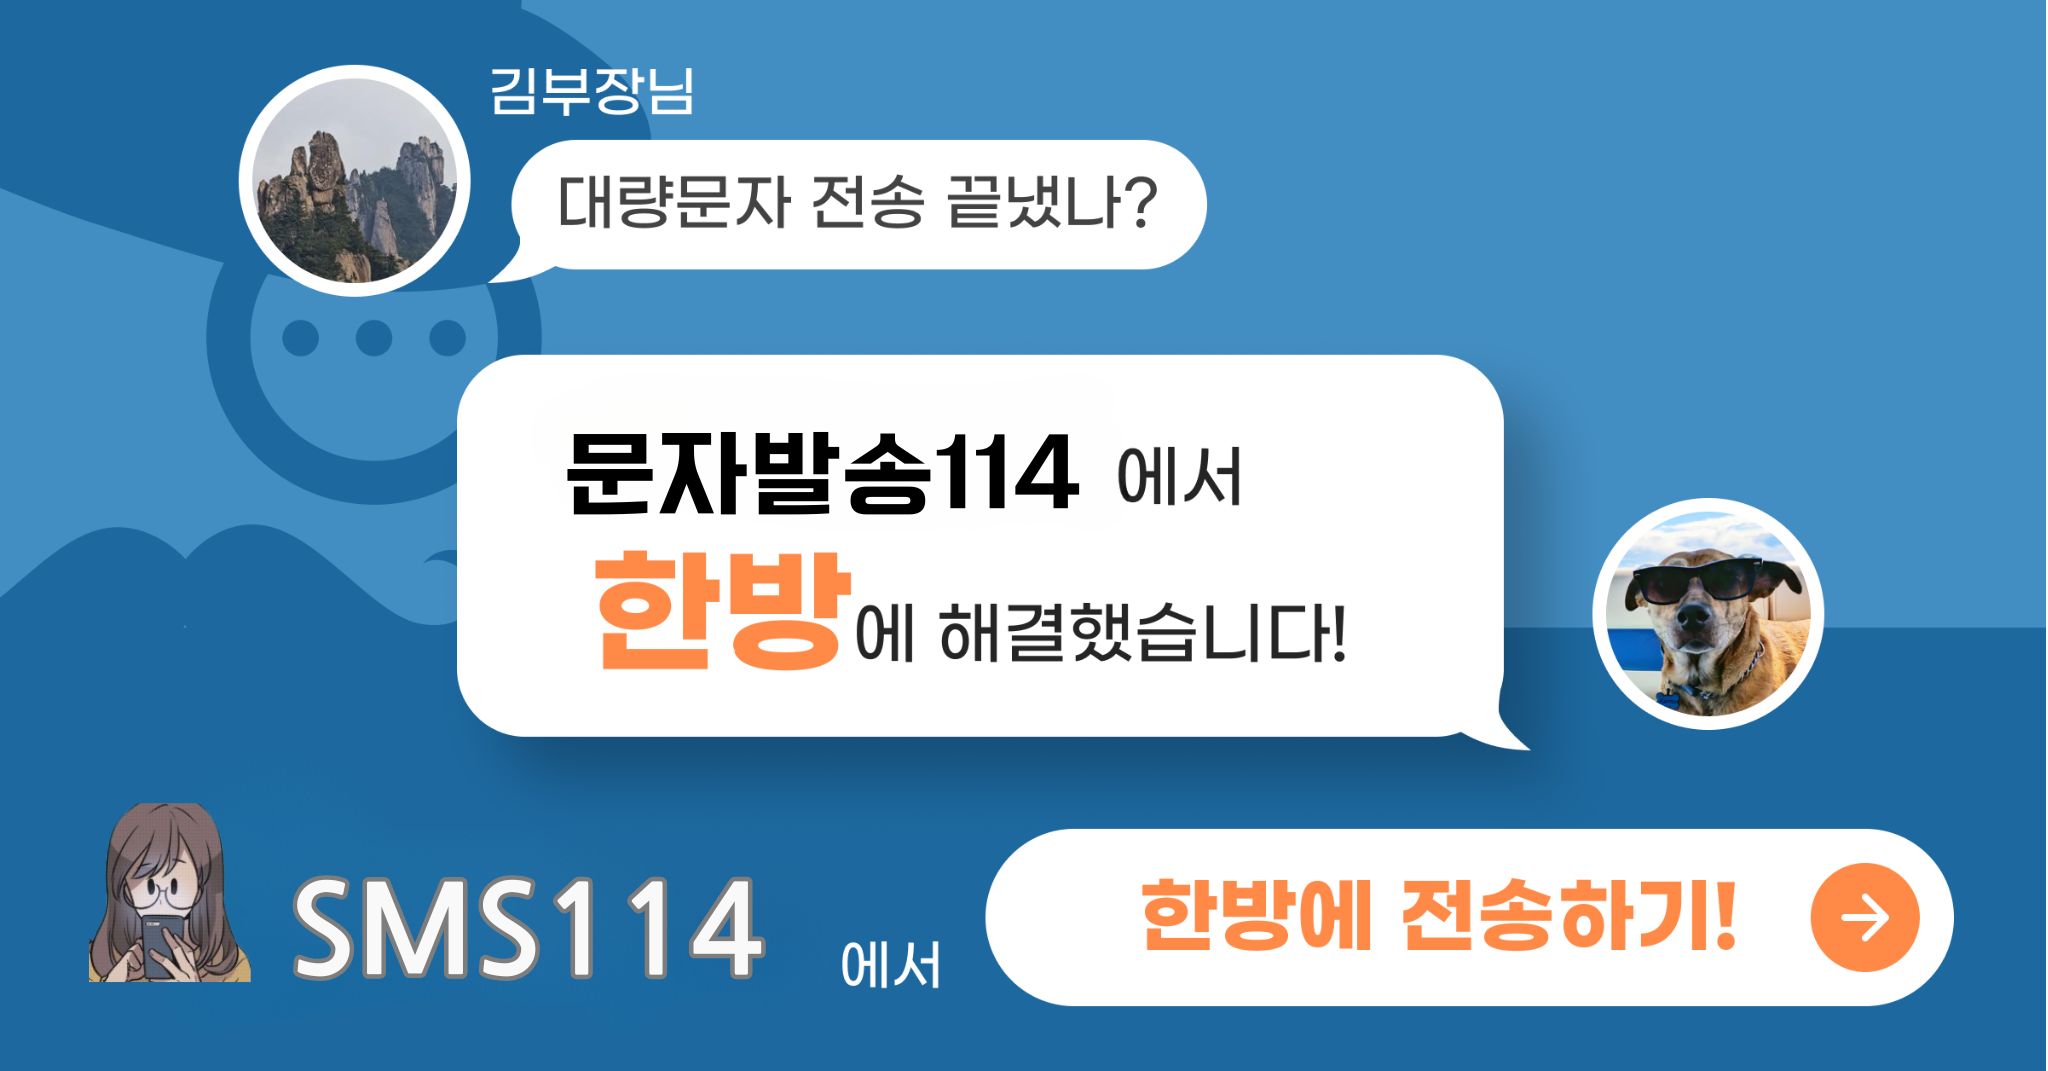 김부장님
대량문자 전송 끝냈나?
문자발송114 에서
한방에 해결했습니다!
SMS114 에서
한방에 전송하기!